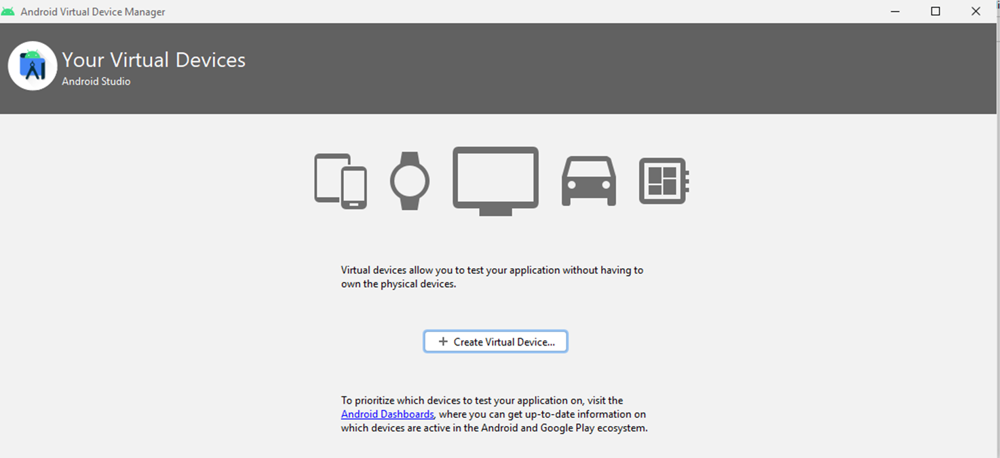 Android Virtual Device Manager
Your Virtual Devices
Android Studio
Virtual devices allow you to test your application without having to
own the physical devices.
+ Create Virtual Device...
To prioritize which devices to test your application on, visit the
Android Dashboards, where you can get up-to-date information on
which devices are active in the Android and Google Play ecosystem.